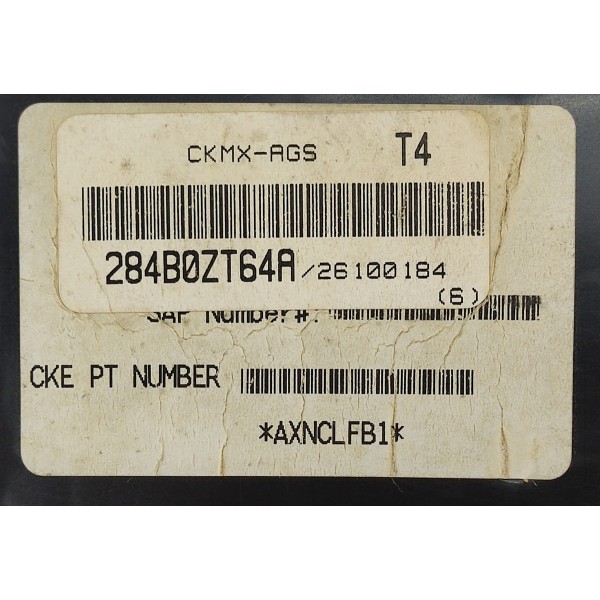 CKMX-AGS T4
284B0ZT64A/26100184
(6)
SAP Number#:
CKE PT NUMBER
*AXNCLFB1*